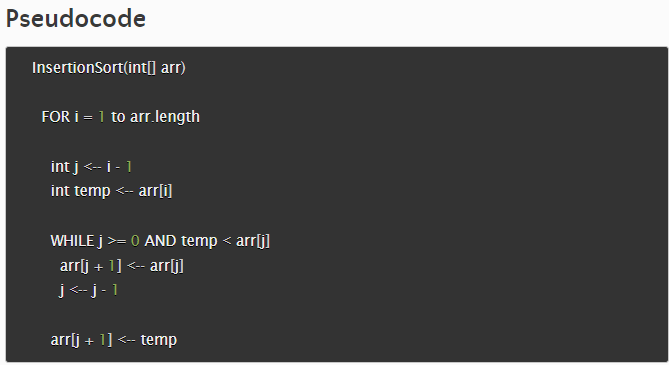 Pseudocode
InsertionSort(int[] arr)
FOR i = 1 to arr.length
int j <-- i - 1
int temp <-- arr[i]
WHILE j >= 0 AND temp < arr[j]
arr[j + 1] <-- arr[j]
j <-- j - 1
arr[j + 1] <-- temp